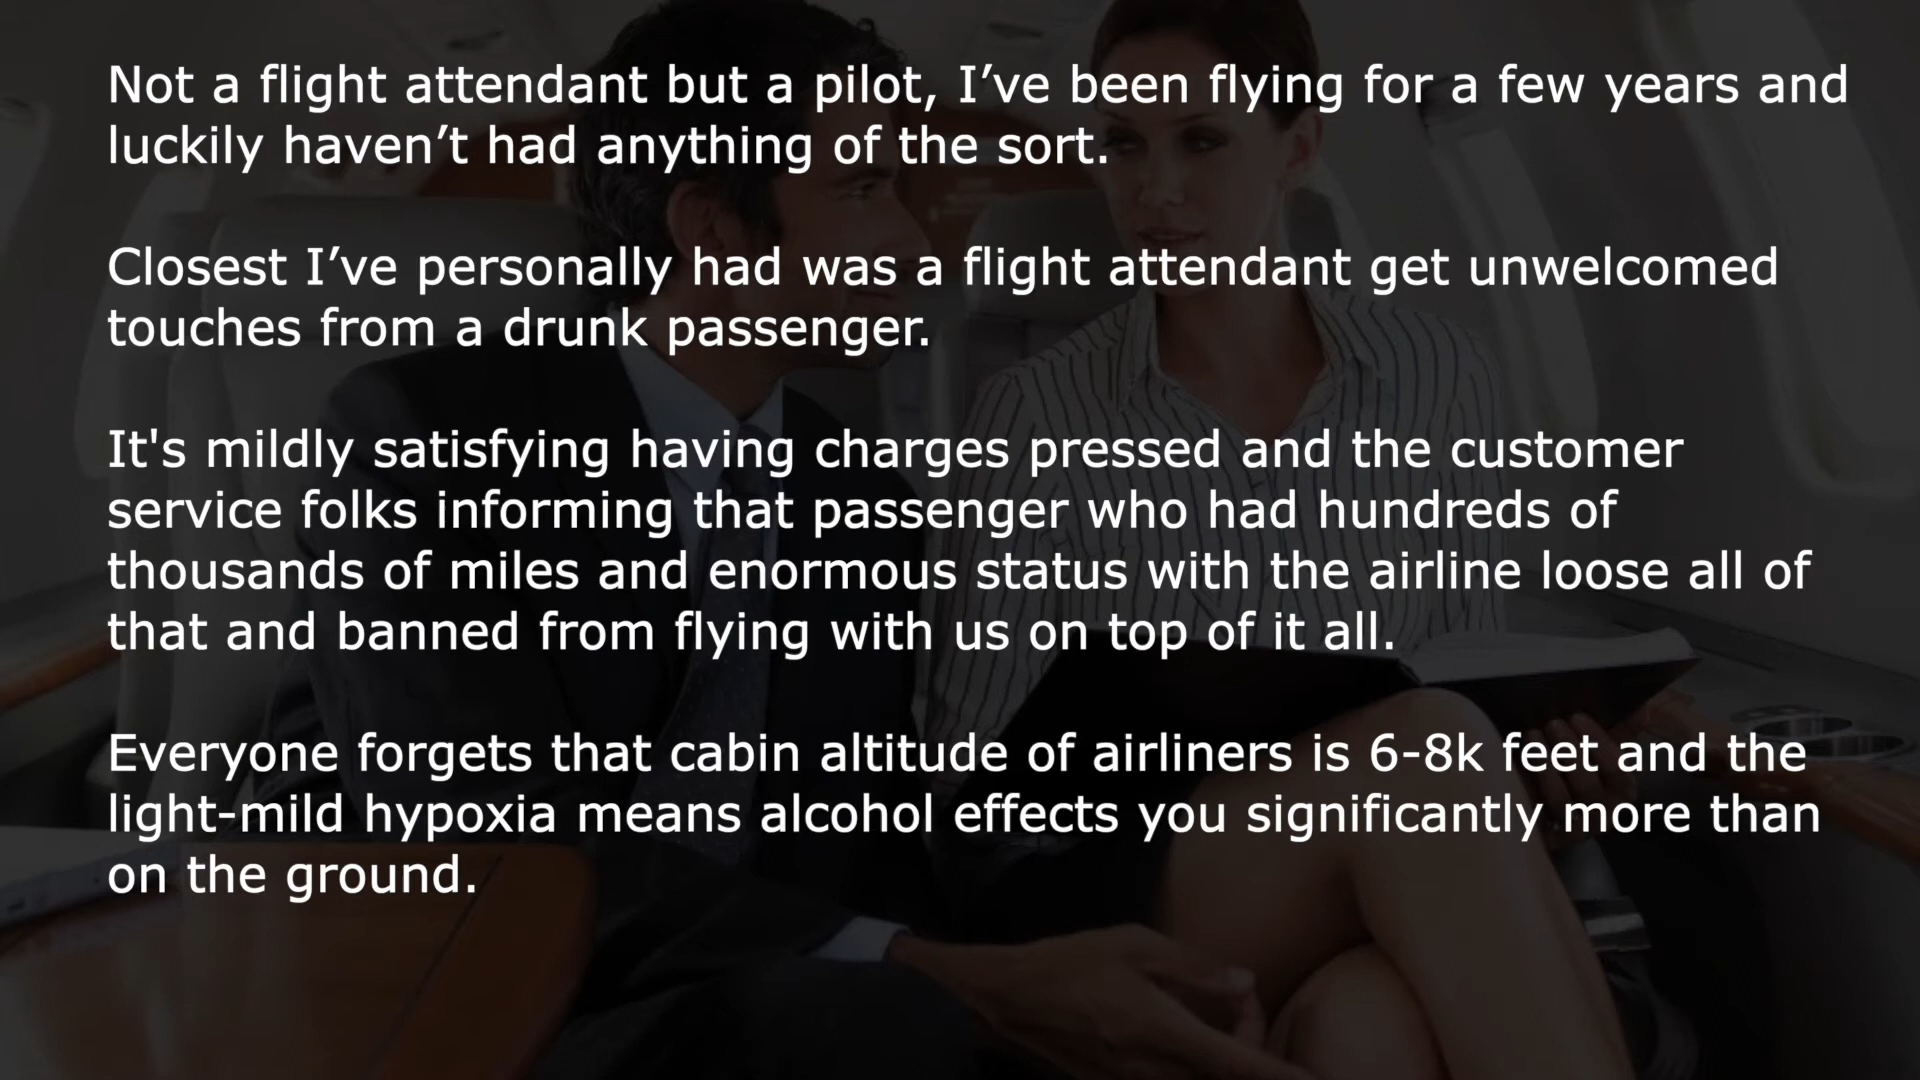 Not a flight attendant but a pilot, I’ve been flying for a few years and
luckily haven’t had anything of the sort.
Closest I’ve personally had was a flight attendant get unwelcomed
touches from a drunk passenger.
It's mildly satisfying having charges pressed and the customer
service folks informing that passenger who had hundreds of
thousands of miles and enormous status with the airline loose all of
that and banned from flying with us on top of it all.
Everyone forgets that cabin altitude of airliners is 6-8k feet and the
light-mild hypoxia means alcohol effects you significantly more than
on the ground.